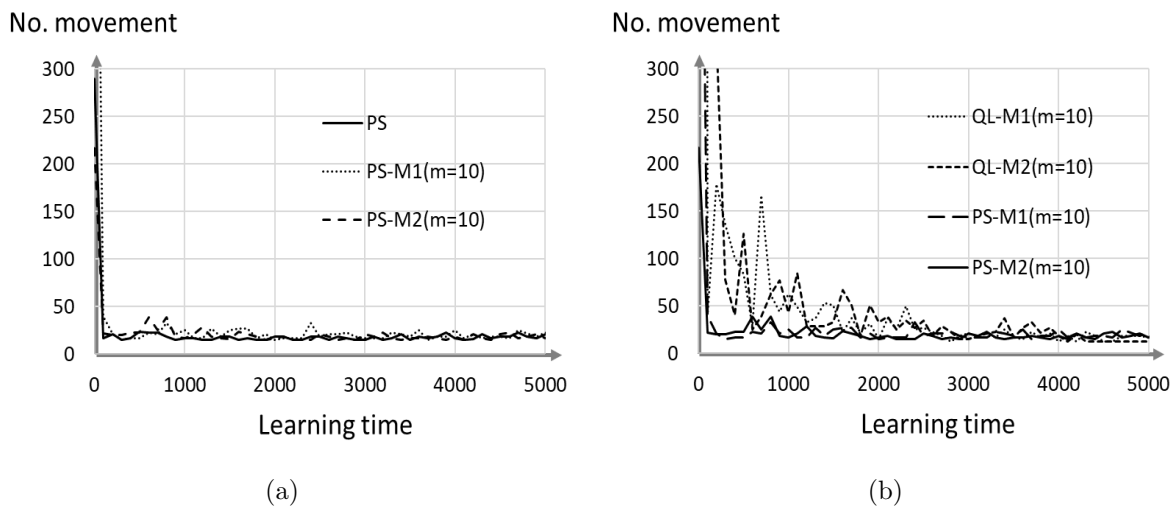 No. movement
300
250
200
150
100
50
0
PS
PS-M1(m=10)
PS-M2(m=10)
0 1000 2000 3000 4000 5000
Learning time
(a)
No. movement
300
250
200
150
100
50
0
QL-M1(m=10)
QL-M2(m=10)
PS-M1(m=10)
PS-M2(m=10)
0 1000 2000 3000 4000 5000
Learning time
(b)